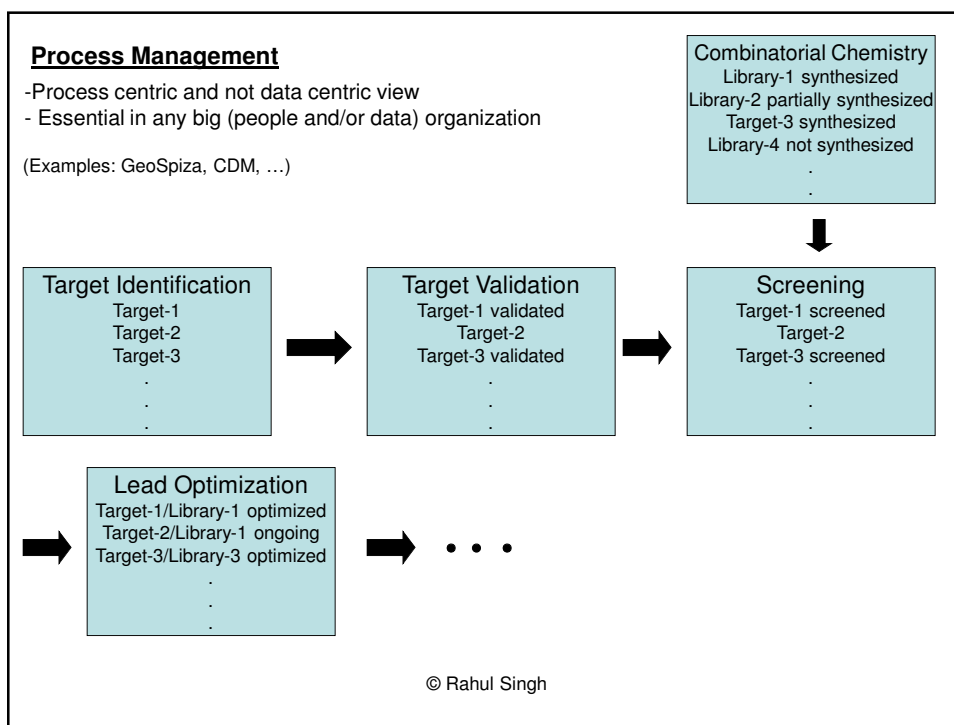 Process Management
-Process centric and not data centric view
- Essential in any big (people and/or data) organization
(Examples: GeoSpiza, CDM, …)
Combinatorial Chemistry
Library-1 synthesized
Library-2 partially synthesized
Target-3 synthesized
Library-4 not synthesized
.
.
Target Identification
Target-1
Target-2
Target-3
.
.
.
Target Validation
Target-1 validated
Target-2
Target-3 validated
.
.
.
Screening
Target-1 screened
Target-2
Target-3 screened
.
.
.
Lead Optimization
Target-1/Library-1 optimized
Target-2/Library-1 ongoing
Target-3/Library-3 optimized
.
.
.
• • •
© Rahul Singh